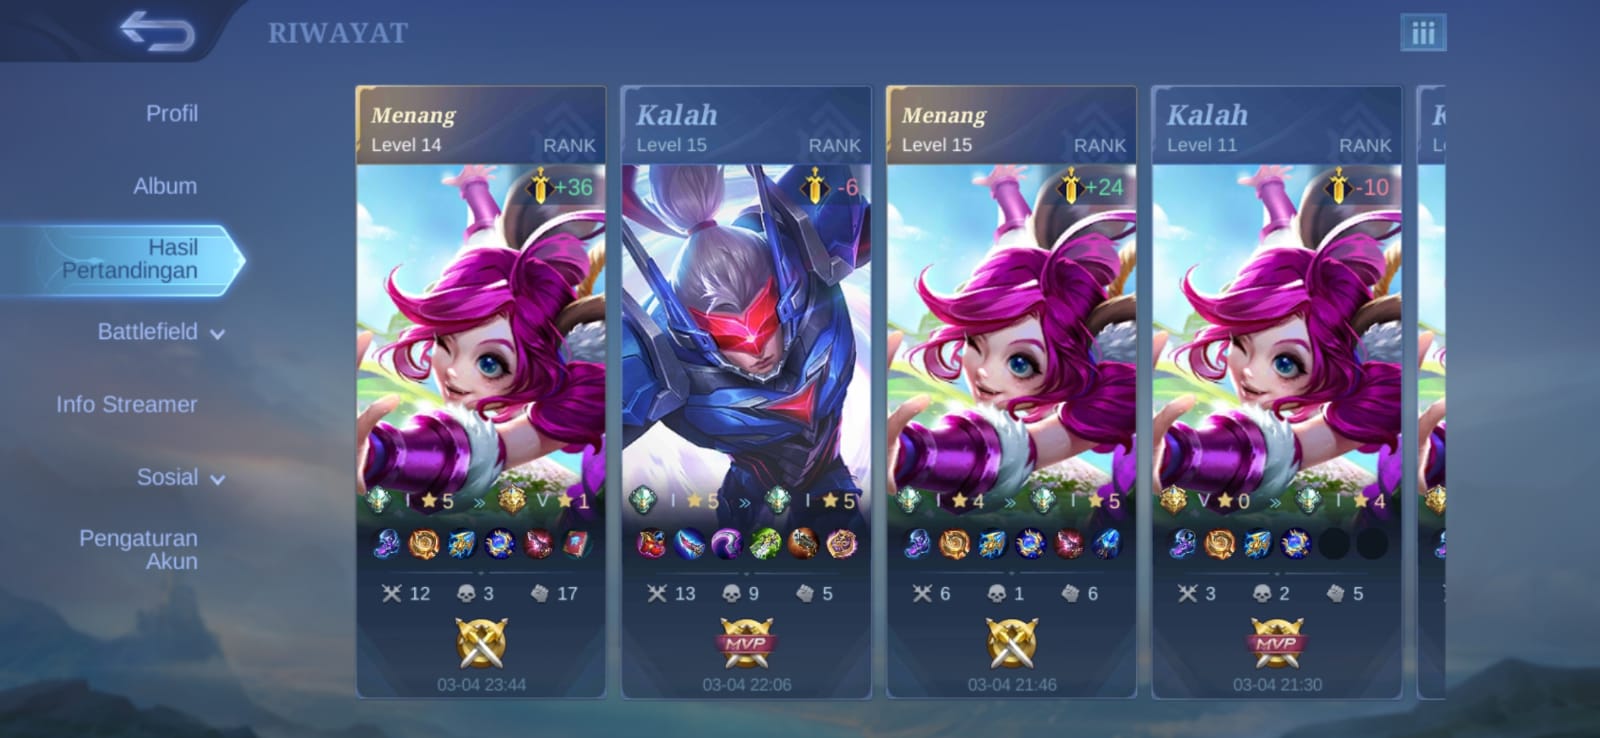 RIWAYAT
Profil
Album
Hasil
Pertandingan
Battlefield
Info Streamer
Sosial
Pengaturan
Akun
Menang
Level 14 RANK
+36
I 5 » V 1
12 3 17
03-04 23:44
Kalah
Level 15 RANK
-6
I 5 » I 5
13 9 5
MVP
03-04 22:06
Menang
Level 15 RANK
+24
I 4 » I 5
6 1 6
03-04 21:46
Kalah
Level 11 RANK
-10
V 0 » I 4
3 2 5
MVP
03-04 21:30